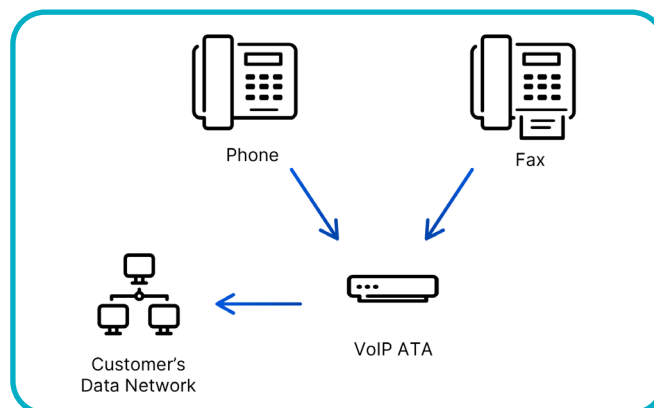 Phone
Fax
VoIP ATA
Customer's
Data Network